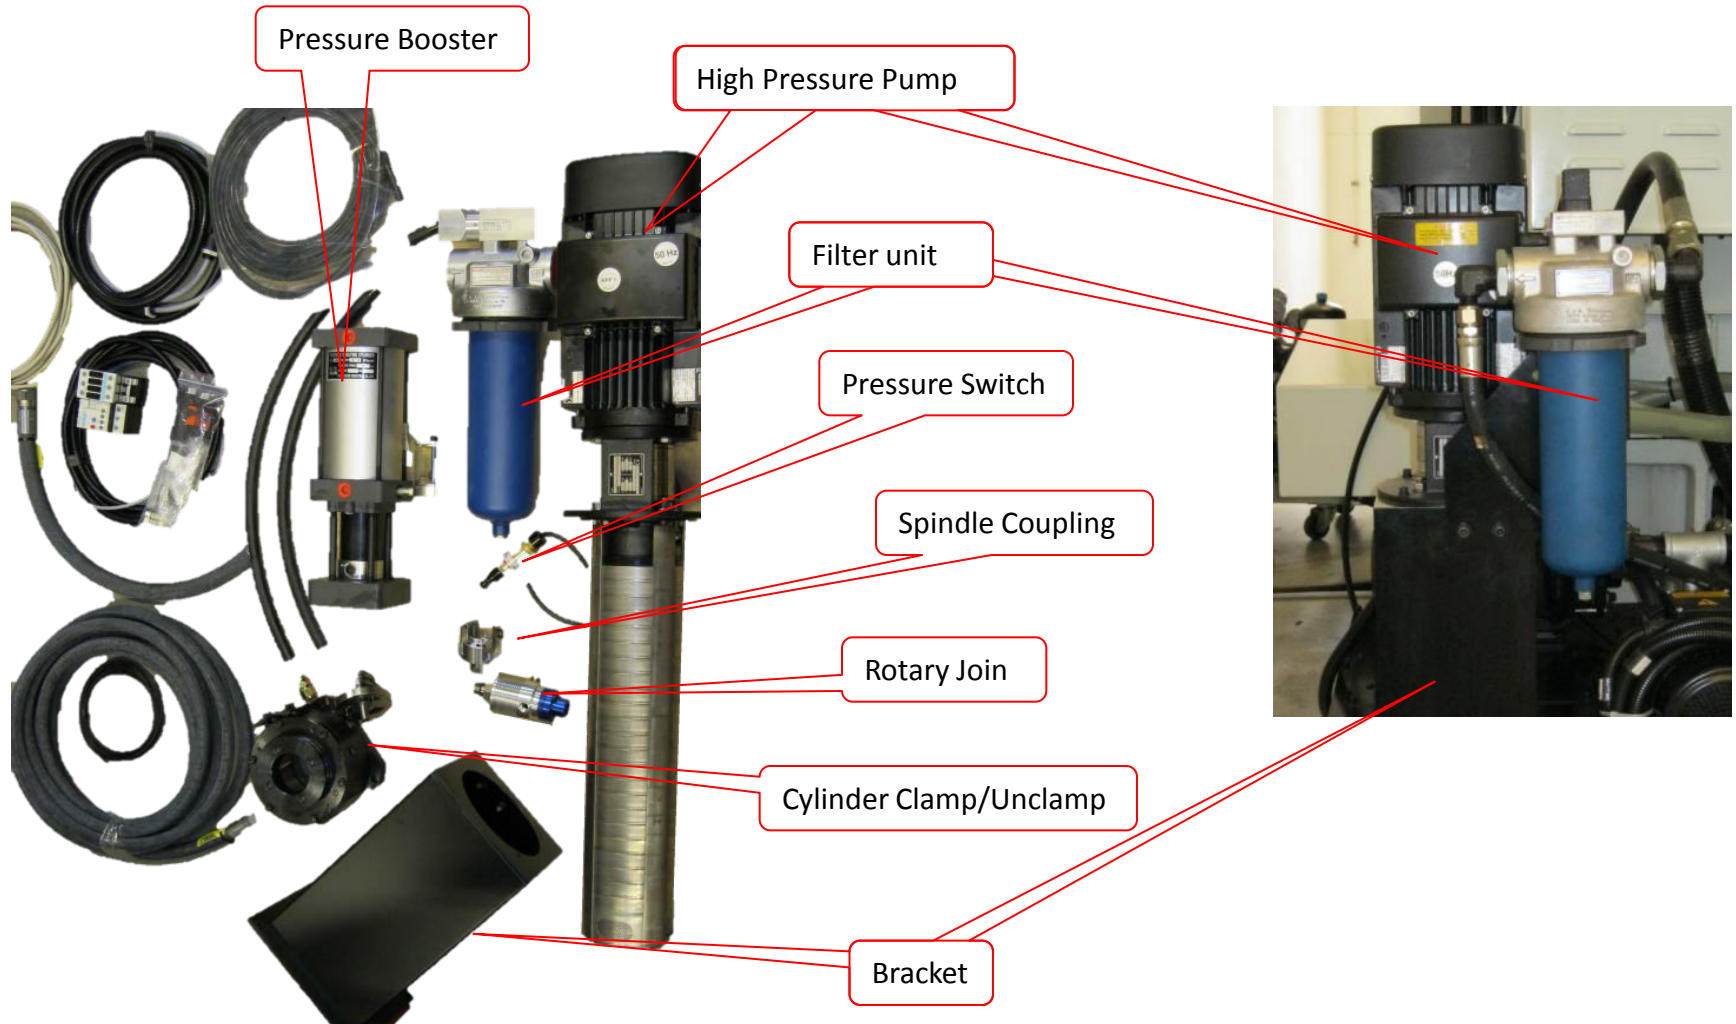 Pressure Booster
High Pressure Pump
Filter unit
Pressure Switch
Spindle Coupling
Rotary Join
Cylinder Clamp/Unclamp
Bracket
50 Hz
50Hz